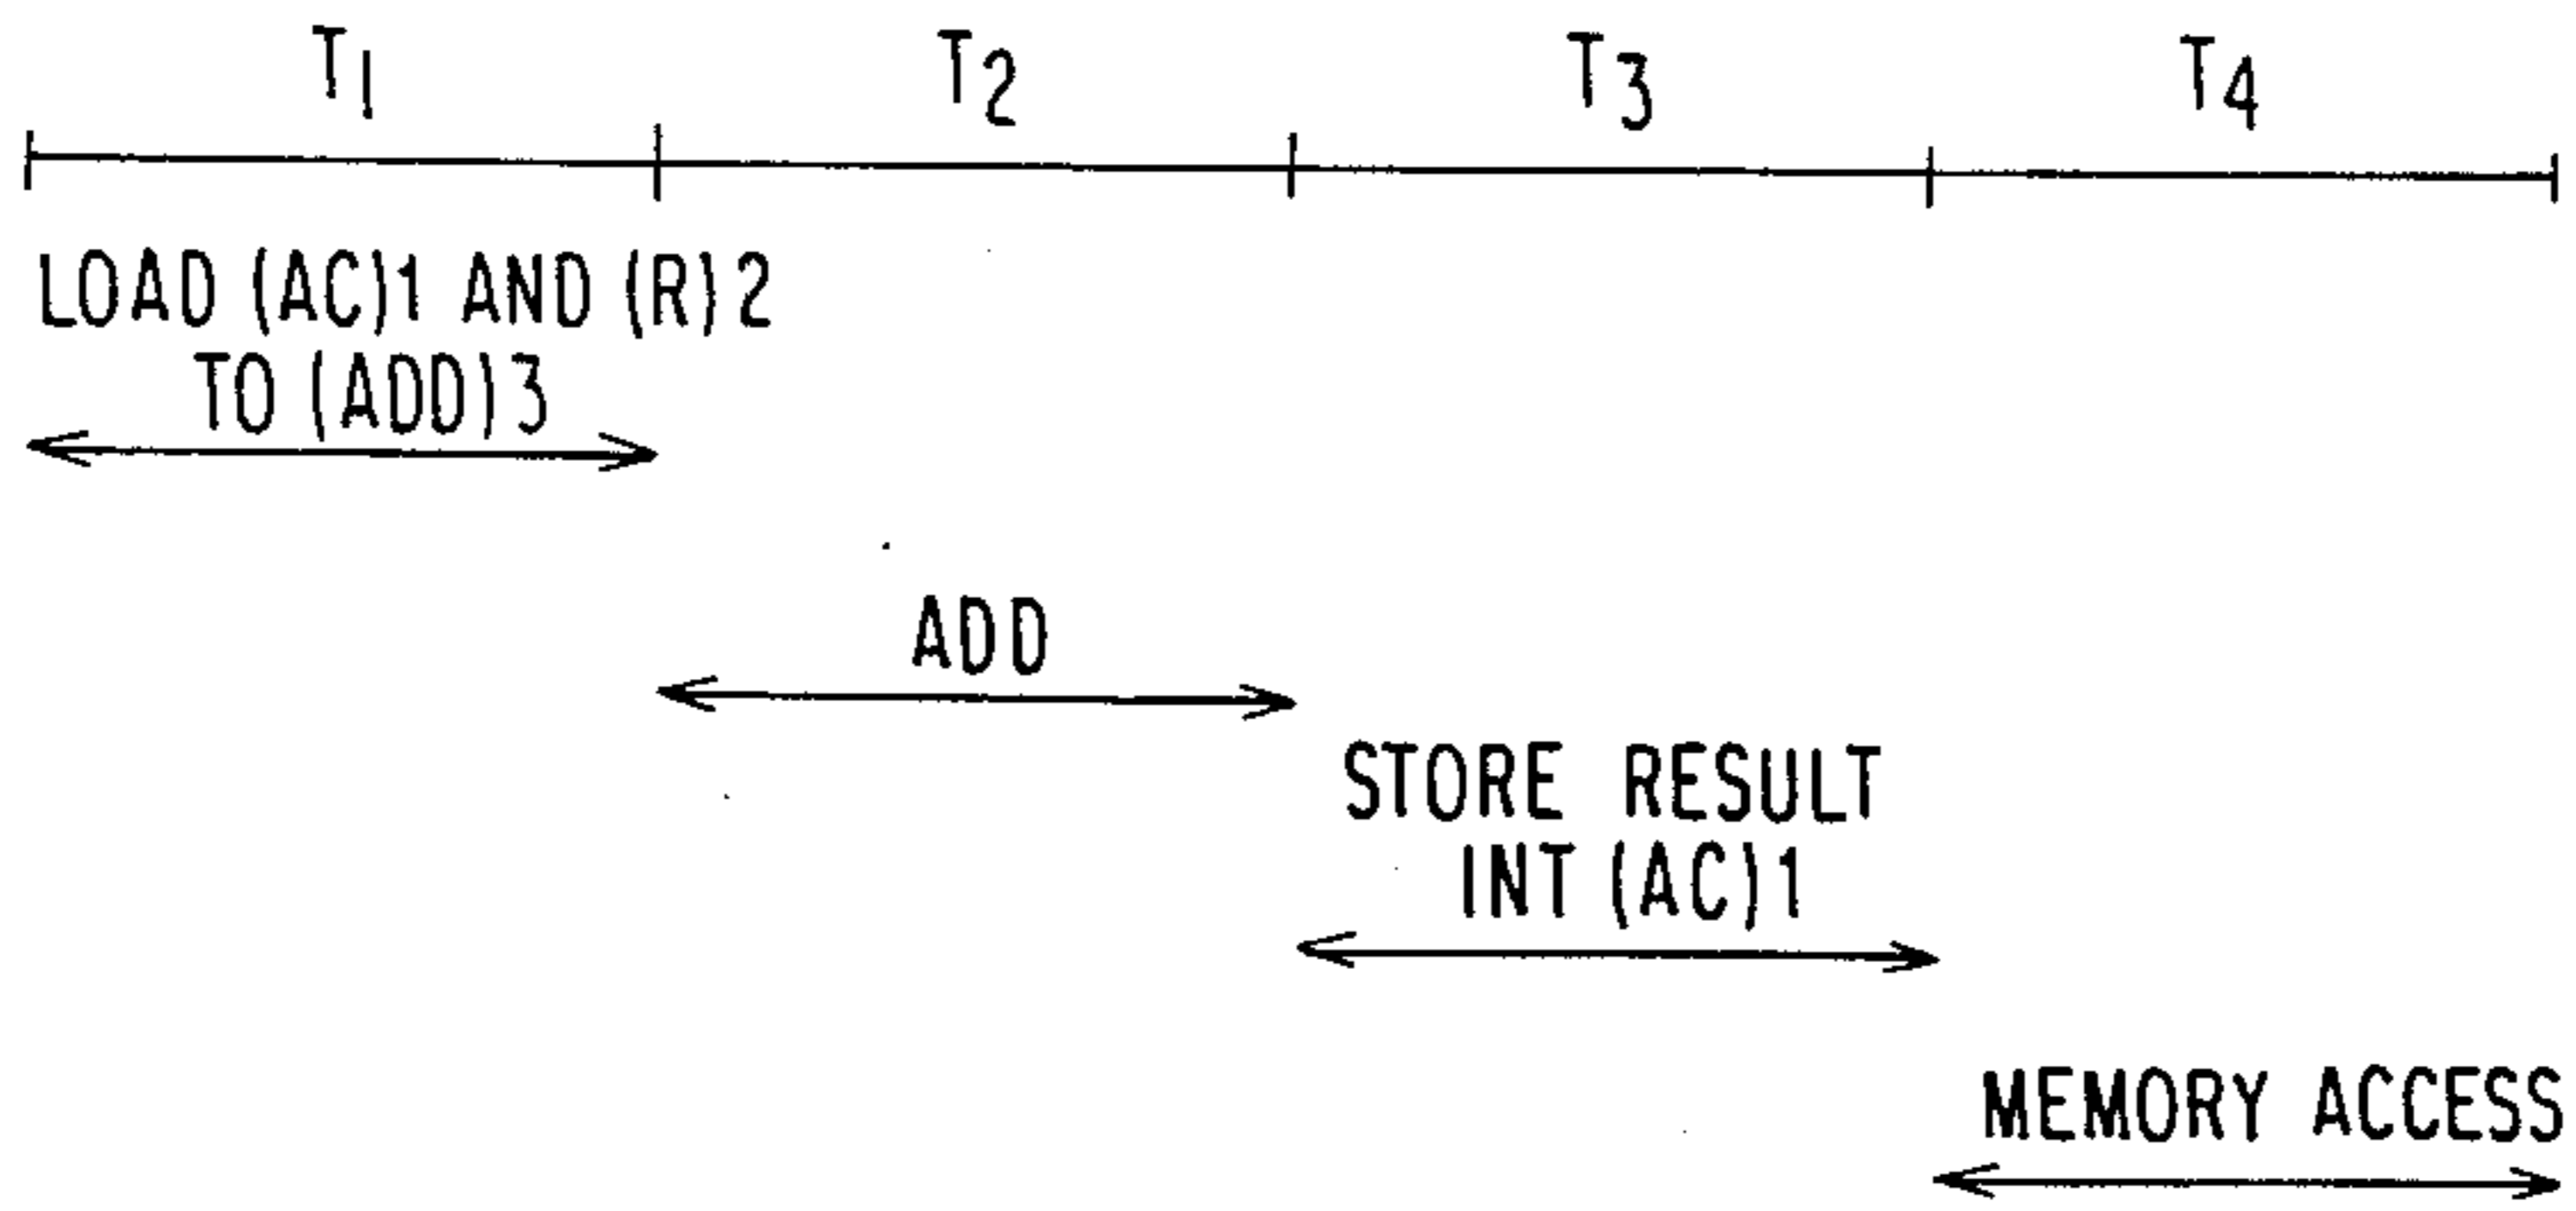 T1 T2 T3 T4
LOAD (AC)1 AND (R)2
TO (ADD)3
ADD
STORE RESULT
INT (AC)1
MEMORY ACCESS